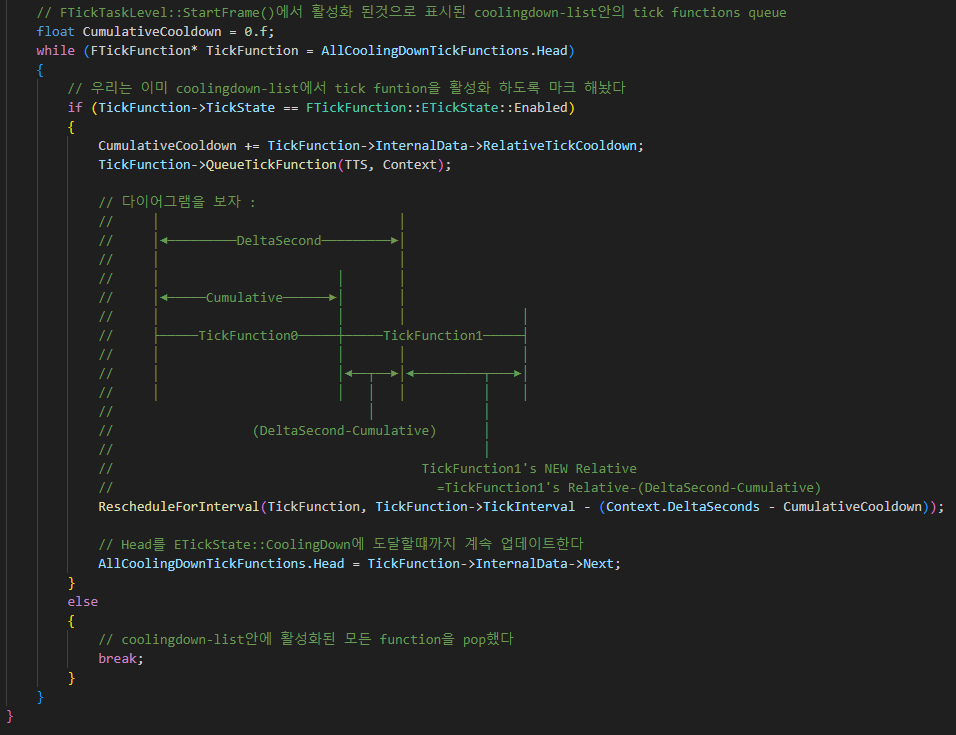 // FTickTaskLevel::StartFrame()에서 활성화 된것으로 표시된 coolingdown-list안의 tick functions queue
float CumulativeCooldown = 0.f;
while (FTickFunction* TickFunction = AllCoolingDownTickFunctions.Head)
{
// 우리는 이미 coolingdown-list에서 tick funtion을 활성화 하도록 마크 해놨다
if (TickFunction->TickState == FTickFunction::ETickState::Enabled)
{
CumulativeCooldown += TickFunction->InternalData->RelativeTickCooldown;
TickFunction->QueueTickFunction(TTS, Context);
// 다이어그램을 보자 :
// │ │
// │◄─────────DeltaSecond─────────►│
// │ │
// │ │ │
// │◄─────Cumulative──────►│ │
// │ │ │ │
// ├─────TickFunction0─────┼─────TickFunction1─────┤
// │ │ │ │
// │ │◄──┬──►│◄─────────┬───►│
// │ │ │ │ │ │
// │ │
// (DeltaSecond-Cumulative) │
// │
// TickFunction1's NEW Relative
// =TickFunction1's Relative-(DeltaSecond-Cumulative)
RescheduleForInterval(TickFunction, TickFunction->TickInterval - (Context.DeltaSeconds - CumulativeCooldown));
// Head를 ETickState::CoolingDown에 도달할때까지 계속 업데이트한다
AllCoolingDownTickFunctions.Head = TickFunction->InternalData->Next;
}
else
{
// coolingdown-list안에 활성화된 모든 function을 pop했다
break;
}
}
}